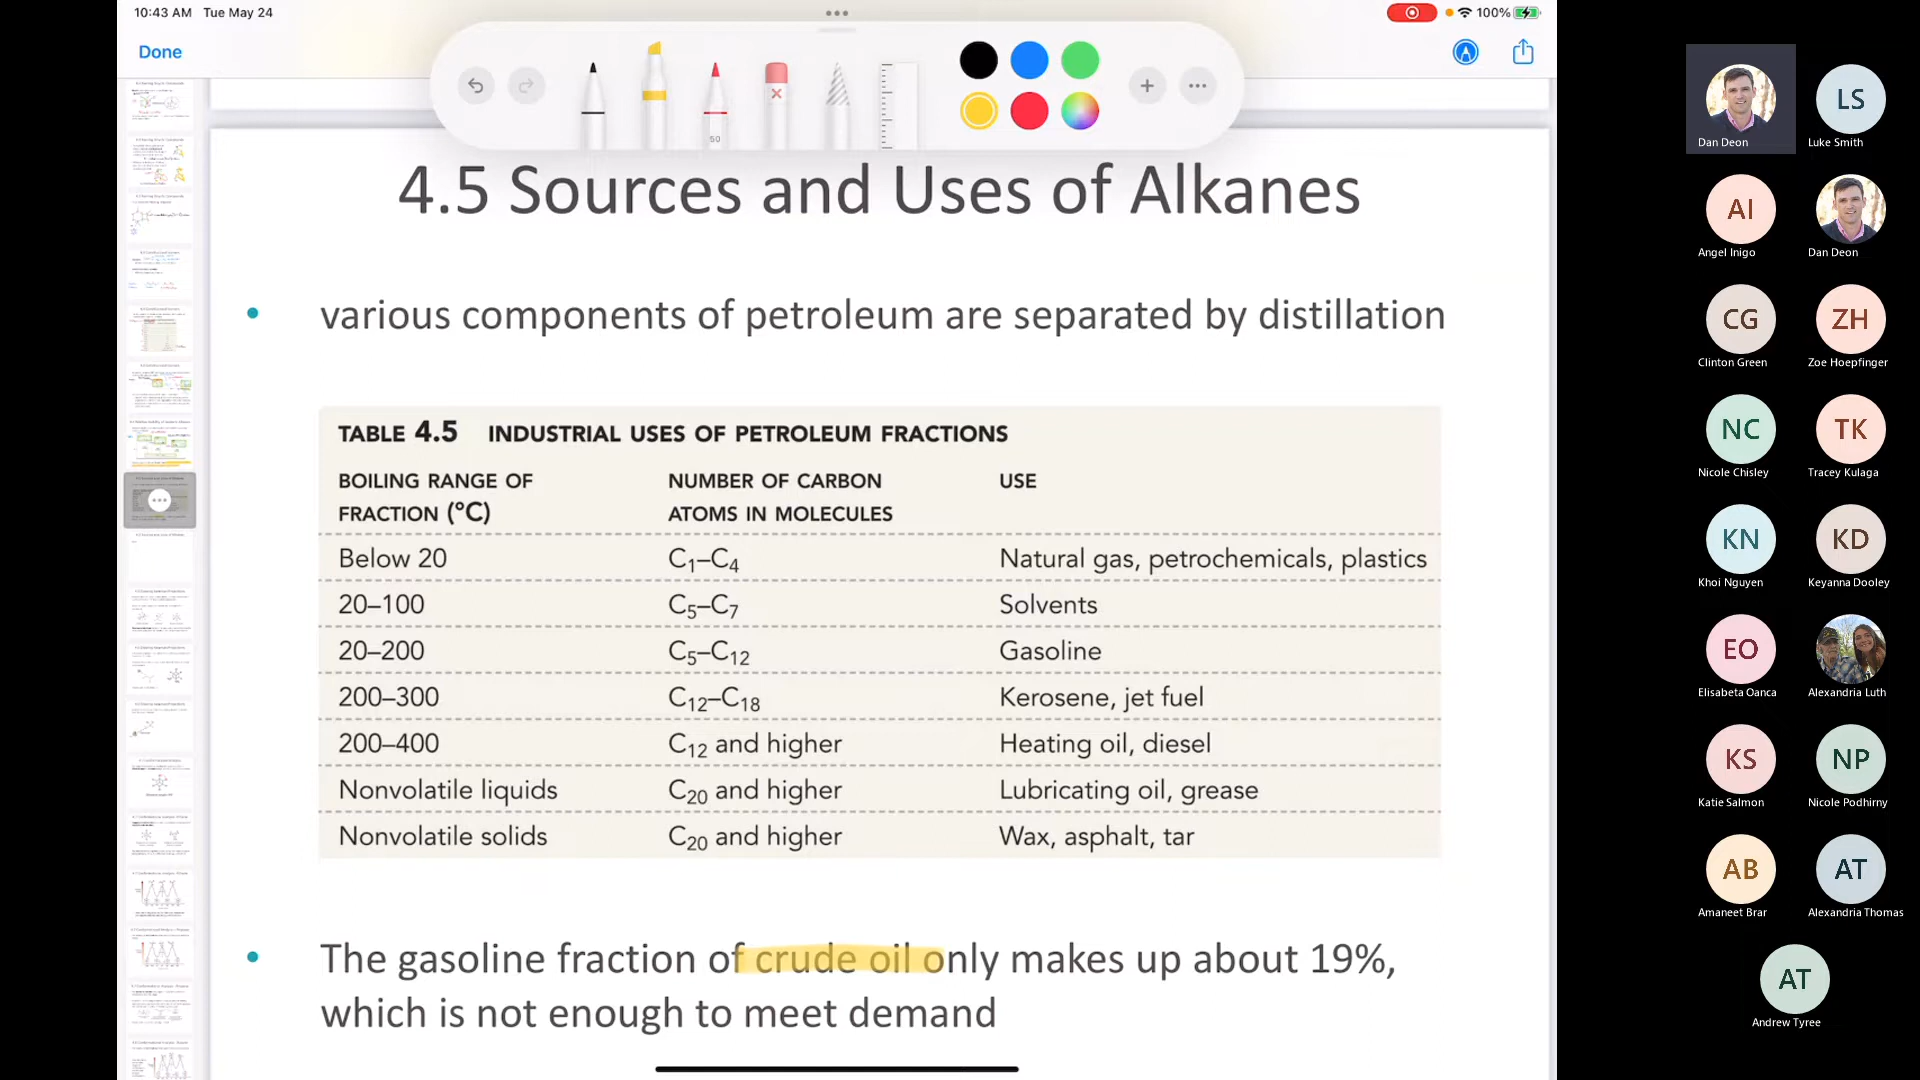 10:43 AM Tue May 24
100%
Done
50
4.5 Sources and Uses of Alkanes
• various components of petroleum are separated by distillation
TABLE 4.5 INDUSTRIAL USES OF PETROLEUM FRACTIONS
BOILING RANGE OF FRACTION (°C) NUMBER OF CARBON ATOMS IN MOLECULES USE
Below 20 C₁–C₄ Natural gas, petrochemicals, plastics
20–100 C₅–C₇ Solvents
20–200 C₅–C₁₂ Gasoline
200–300 C₁₂–C₁₈ Kerosene, jet fuel
200–400 C₁₂ and higher Heating oil, diesel
Nonvolatile liquids C₂₀ and higher Lubricating oil, grease
Nonvolatile solids C₂₀ and higher Wax, asphalt, tar
• The gasoline fraction of crude oil only makes up about 19%,
which is not enough to meet demand
LS
Dan Deon Luke Smith
AI
Angel Inigo Dan Deon
CG ZH
Clinton Green Zoe Hoepfinger
NC TK
Nicole Chisley Tracey Kulaga
KN KD
Khoi Nguyen Keyanna Dooley
EO
Elisabeta Oanca Alexandria Luth
KS NP
Katie Salmon Nicole Podhirny
AB AT
Amaneet Brar Alexandria Thomas
AT
Andrew Tyree